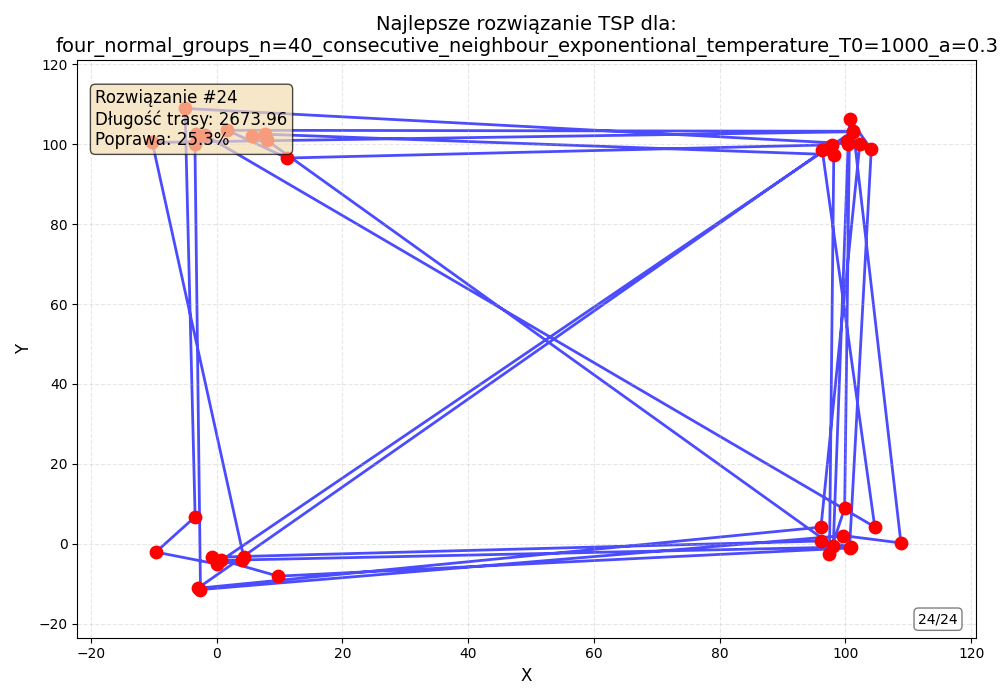 Najlepsze rozwiązanie TSP dla:
four_normal_groups_n=40_consecutive_neighbour_exponentional_temperature_T0=1000_a=0.3
Rozwiązanie #24
Długość trasy: 2673.96
Poprawa: 25.3%
120
100
80
60
40
20
0
−20
Y
−20
0
20
40
60
80
100
120
X
24/24